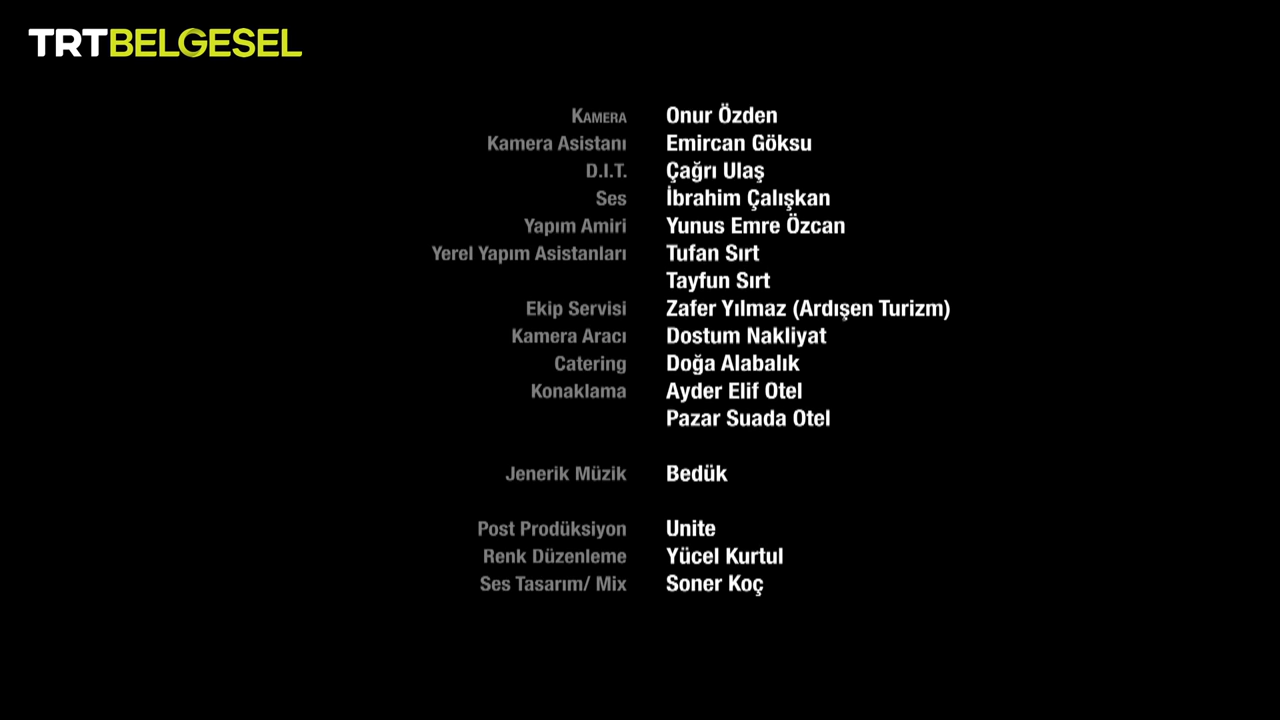 TRTBELGESEL
KAMERA Onur Özden
Kamera Asistanı Emircan Göksu
D.I.T. Çağrı Ulaş
Ses İbrahim Çalışkan
Yapım Amiri Yunus Emre Özcan
Yerel Yapım Asistanları Tufan Sırt
Tayfun Sırt
Ekip Servisi Zafer Yılmaz (Ardışen Turizm)
Kamera Aracı Dostum Nakliyat
Catering Doğa Alabalık
Konaklama Ayder Elif Otel
Pazar Suada Otel
Jenerik Müzik Bedük
Post Prodüksiyon Unite
Renk Düzenleme Yücel Kurtul
Ses Tasarım/ Mix Soner Koç